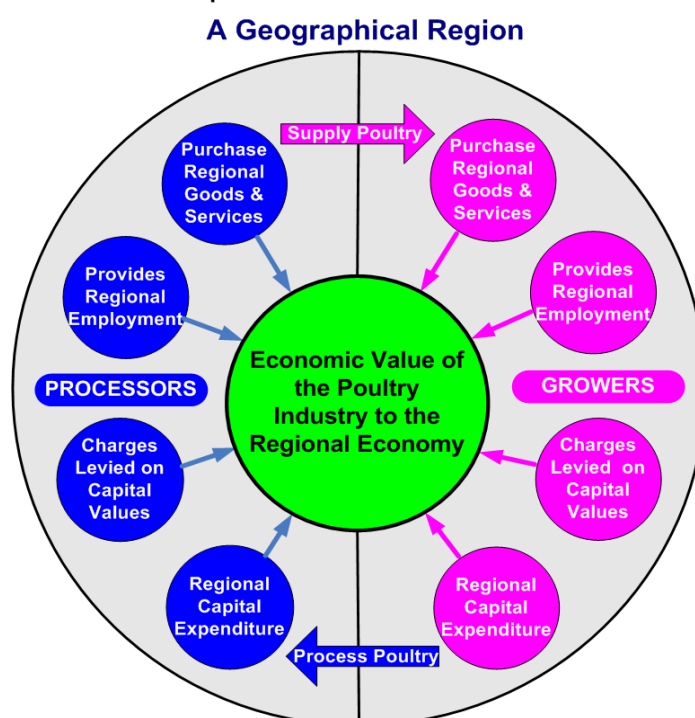 A Geographical Region
Supply Poultry
Purchase
Regional
Goods &
Services
Purchase
Regional
Goods &
Services
Provides
Regional
Employment
Provides
Regional
Employment
Economic Value of
the Poultry
Industry to the
Regional Economy
PROCESSORS
GROWERS
Charges
Levied on
Capital
Values
Charges
Levied on
Capital
Values
Regional
Capital
Expenditure
Regional
Capital
Expenditure
Process Poultry